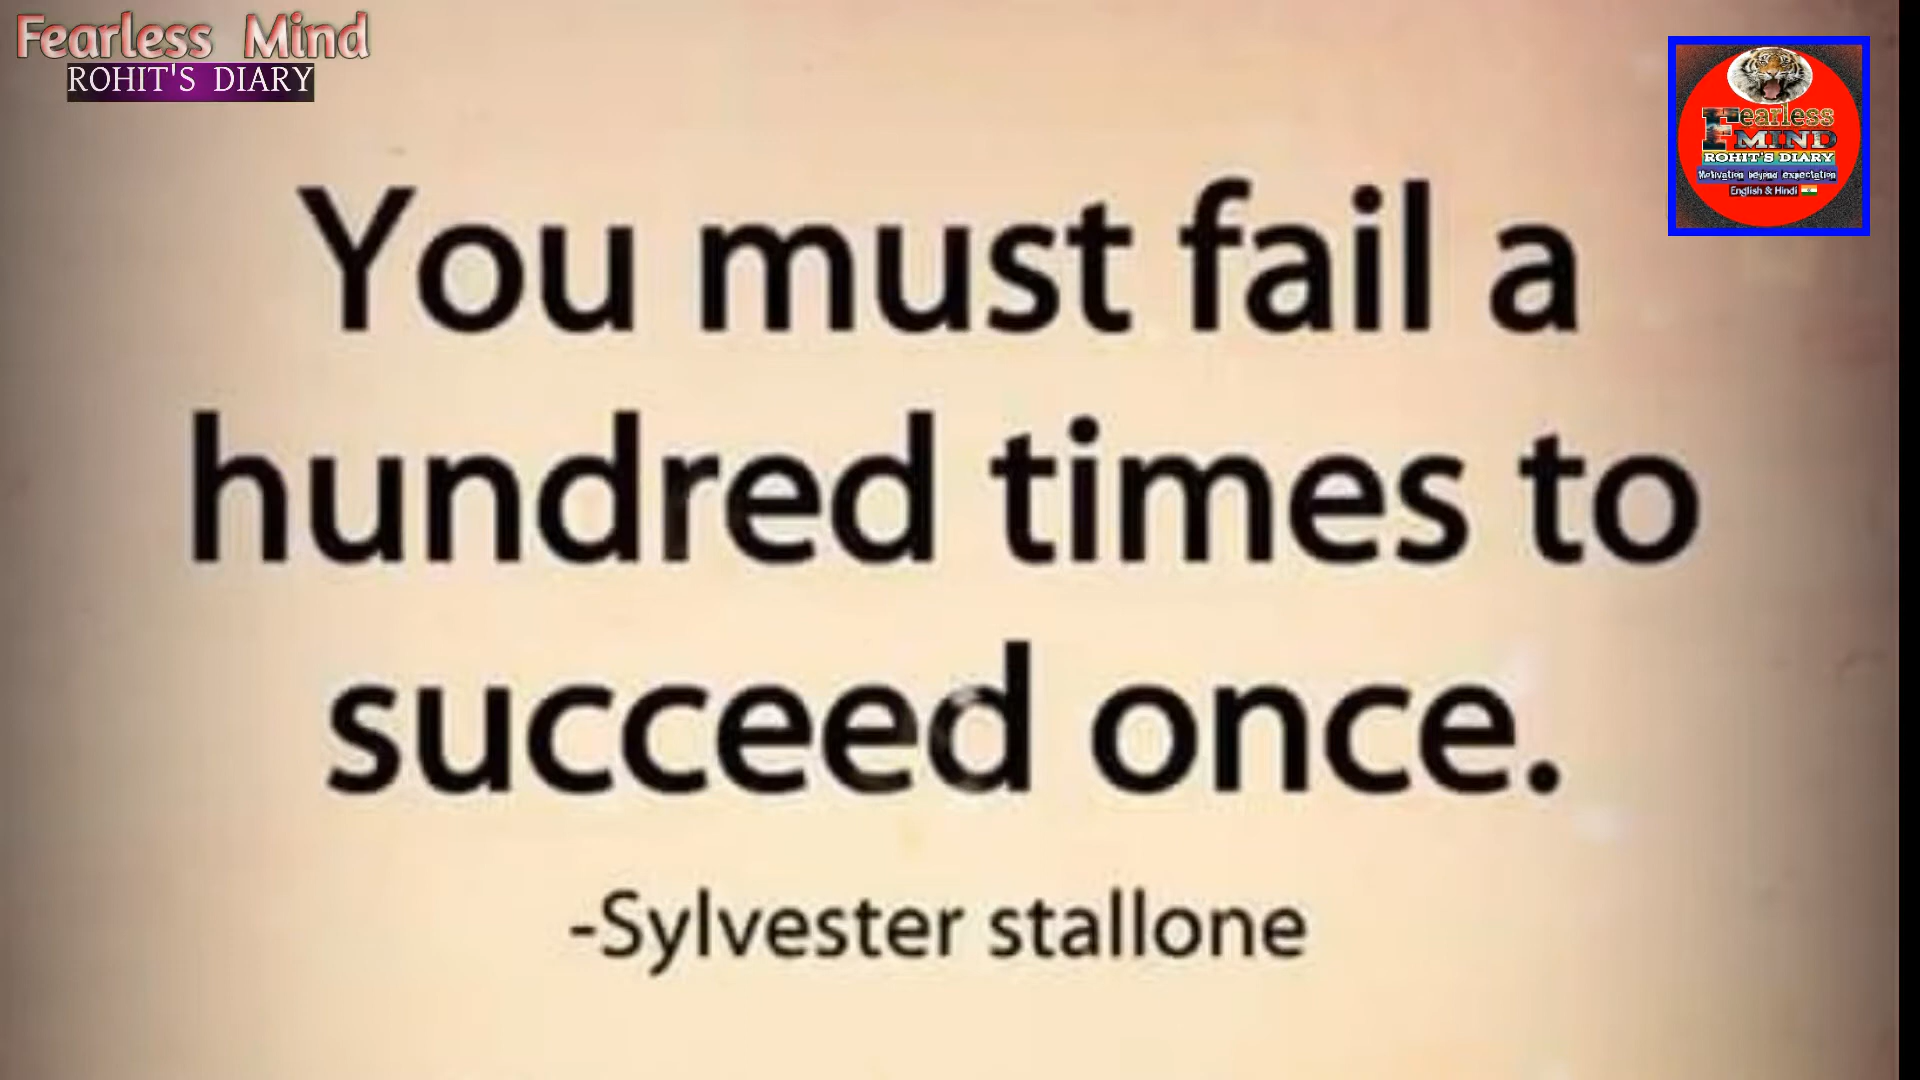 Fearless Mind
ROHIT'S DIARY
Fearless
MIND
ROHIT'S DIARY
Motivation beyond expectation
English & Hindi
You must fail a
hundred times to
succeed once.
-Sylvester stallone